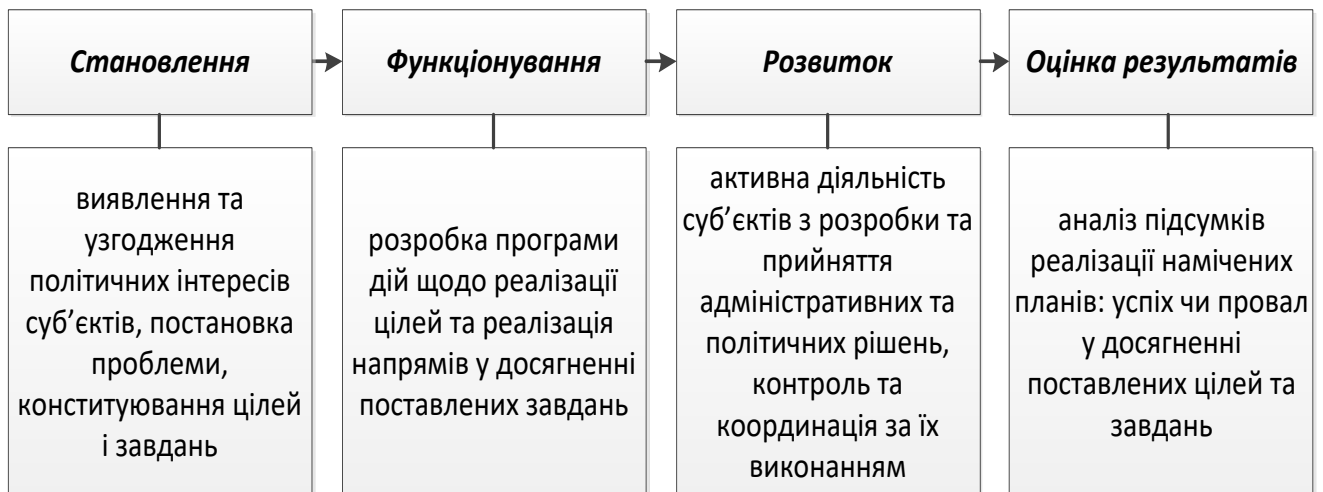 Становлення
Функціонування
Розвиток
Оцінка результатів
виявлення та
узгодження
політичних інтересів
суб’єктів, постановка
проблеми,
конституювання цілей
і завдань
розробка програми
дій щодо реалізації
цілей та реалізація
напрямів у досягненні
поставлених завдань
активна діяльність
суб’єктів з розробки та
прийняття
адміністративних та
політичних рішень,
контроль та
координація за їх
виконанням
аналіз підсумків
реалізації намічених
планів: успіх чи провал
у досягненні
поставлених цілей та
завдань